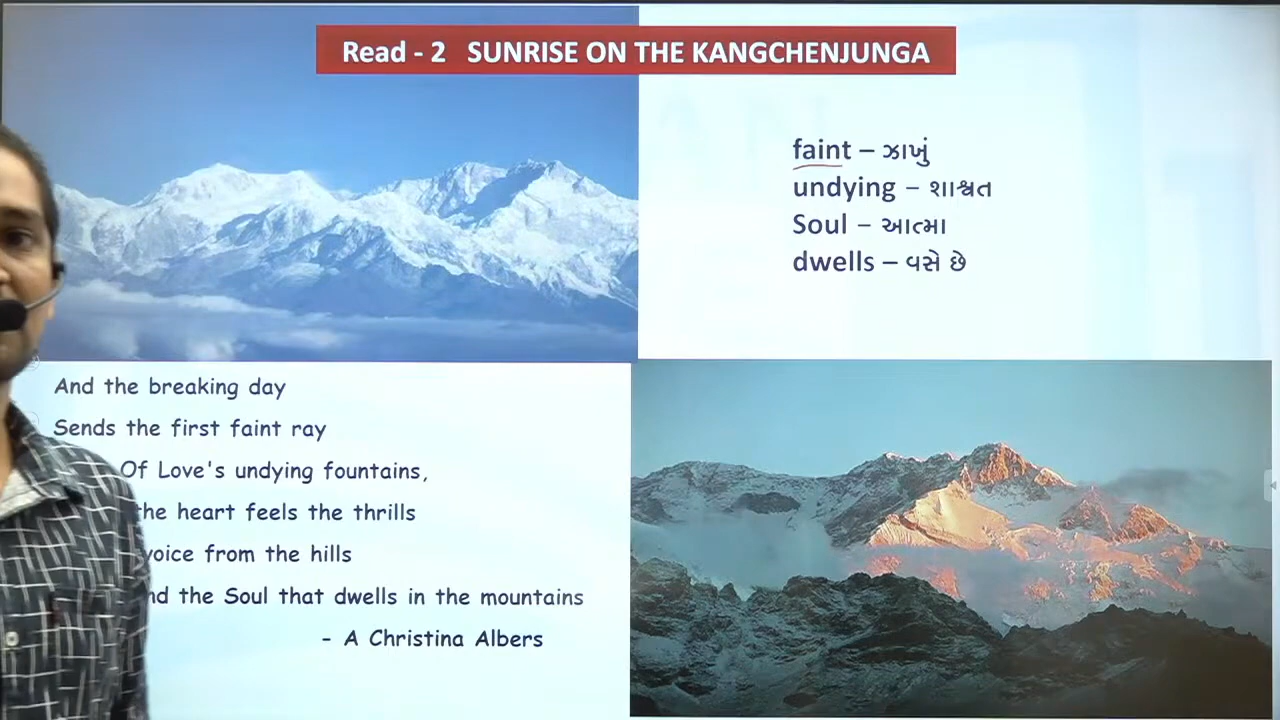 Read - 2 SUNRISE ON THE KANGCHENJUNGA
faint – ઝાખું
undying – શાશ્વત
Soul – આત્મા
dwells – વસે છે
And the breaking day
Sends the first faint ray
Of Love's undying fountains,
the heart feels the thrills
voice from the hills
the Soul that dwells in the mountains
- A Christina Albers